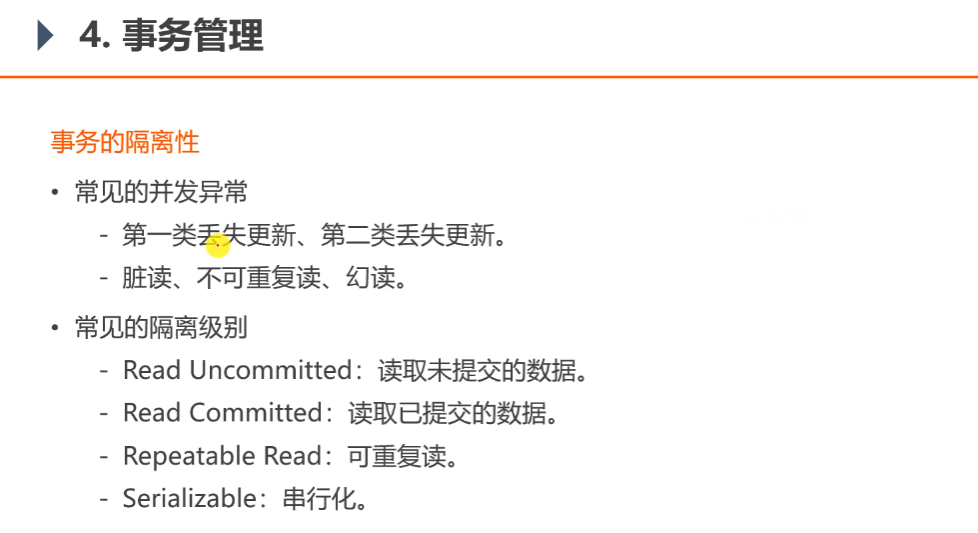 4. 事务管理
事务的隔离性
• 常见的并发异常
- 第一类丢失更新、第二类丢失更新。
- 脏读、不可重复读、幻读。
• 常见的隔离级别
- Read Uncommitted：读取未提交的数据。
- Read Committed：读取已提交的数据。
- Repeatable Read：可重复读。
- Serializable：串行化。